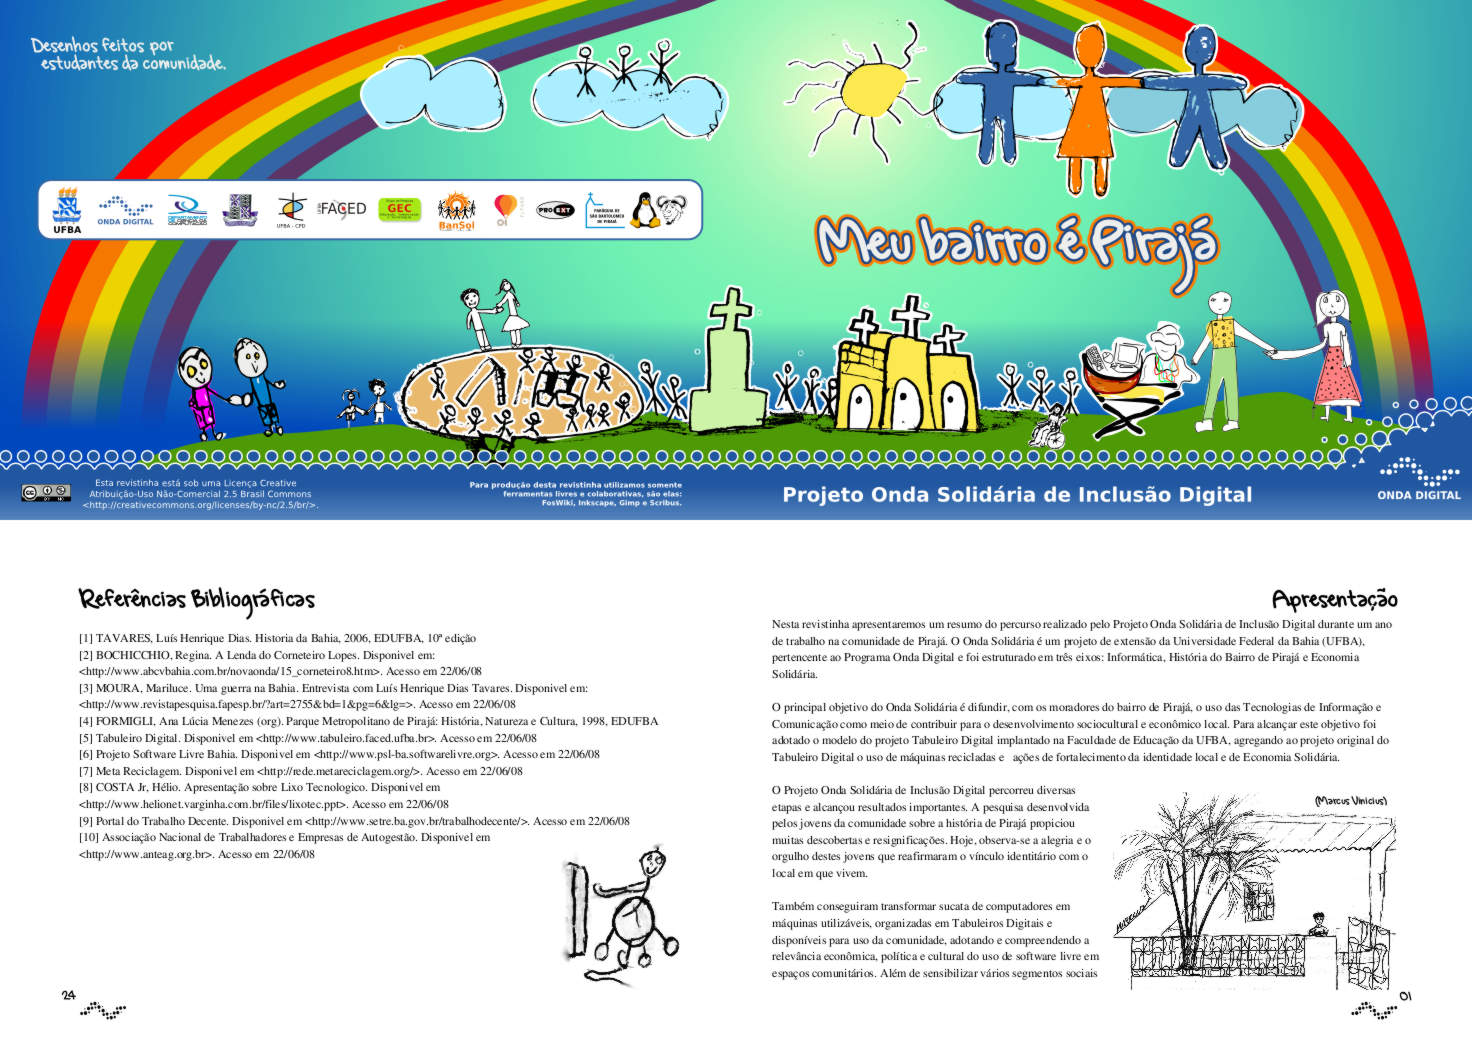 Desenhos feitos por
estudantes da comunidade.
UFBA
ONDA DIGITAL
UFBA - CPD
FACED
GEC
BanSol
oi
PROEXT
PARÓQUIA DE
SÃO BARTOLOMEU
DE PIRAJÁ
Meu bairro é Pirajá
Esta revistinha está sob uma Licença Creative
Atribuição-Uso Não-Comercial 2.5 Brasil Commons
<http://creativecommons.org/licenses/by-nc/2.5/br/>.
Para produção desta revistinha utilizamos somente
ferramentas livres e colaborativas, são elas:
FosWiki, Inkscape, Gimp e Scribus.
Projeto Onda Solidária de Inclusão Digital
ONDA DIGITAL
Referências Bibliográficas
[1] TAVARES, Luís Henrique Dias. Historia da Bahia, 2006, EDUFBA, 10ª edição
[2] BOCHICCHIO, Regina. A Lenda do Corneteiro Lopes. Disponivel em:
<http://www.abcvbahia.com.br/novaonda/15_corneteiro8.htm>. Acesso em 22/06/08
[3] MOURA, Mariluce. Uma guerra na Bahia. Entrevista com Luís Henrique Dias Tavares. Disponivel em:
<http://www.revistapesquisa.fapesp.br/?art=2755&bd=1&pg=6&lg=>. Acesso em 22/06/08
[4] FORMIGLI, Ana Lúcia Menezes (org). Parque Metropolitano de Pirajá: História, Natureza e Cultura, 1998, EDUFBA
[5] Tabuleiro Digital. Disponivel em <http://www.tabuleiro.faced.ufba.br>. Acesso em 22/06/08
[6] Projeto Software Livre Bahia. Disponivel em <http://www.psl-ba.softwarelivre.org>. Acesso em 22/06/08
[7] Meta Reciclagem. Disponivel em <http://rede.metareciclagem.org/>. Acesso em 22/06/08
[8] COSTA Jr, Hélio. Apresentação sobre Lixo Tecnologico. Disponivel em
<http://www.helionet.varginha.com.br/files/lixotec.ppt>. Acesso em 22/06/08
[9] Portal do Trabalho Decente. Disponivel em <http://www.setre.ba.gov.br/trabalhodecente/>. Acesso em 22/06/08
[10] Associação Nacional de Trabalhadores e Empresas de Autogestão. Disponivel em
<http://www.anteag.org.br>. Acesso em 22/06/08
24
Apresentação
Nesta revistinha apresentaremos um resumo do percurso realizado pelo Projeto Onda Solidária de Inclusão Digital durante um ano
de trabalho na comunidade de Pirajá. O Onda Solidária é um projeto de extensão da Universidade Federal da Bahia (UFBA),
pertencente ao Programa Onda Digital e foi estruturado em três eixos: Informática, História do Bairro de Pirajá e Economia
Solidária.
O principal objetivo do Onda Solidária é difundir, com os moradores do bairro de Pirajá, o uso das Tecnologias de Informação e
Comunicação como meio de contribuir para o desenvolvimento sociocultural e econômico local. Para alcançar este objetivo foi
adotado o modelo do projeto Tabuleiro Digital implantado na Faculdade de Educação da UFBA, agregando ao projeto original do
Tabuleiro Digital o uso de máquinas recicladas e ações de fortalecimento da identidade local e de Economia Solidária.
O Projeto Onda Solidária de Inclusão Digital percorreu diversas
etapas e alcançou resultados importantes. A pesquisa desenvolvida
pelos jovens da comunidade sobre a história de Pirajá propiciou
muitas descobertas e resignificações. Hoje, observa-se a alegria e o
orgulho destes jovens que reafirmaram o vínculo identitário com o
local em que vivem.
(Marcus Vinicius)
Também conseguiram transformar sucata de computadores em
máquinas utilizáveis, organizadas em Tabuleiros Digitais e
disponíveis para uso da comunidade, adotando e compreendendo a
relevância econômica, política e cultural do uso de software livre em
espaços comunitários. Além de sensibilizar vários segmentos sociais
01